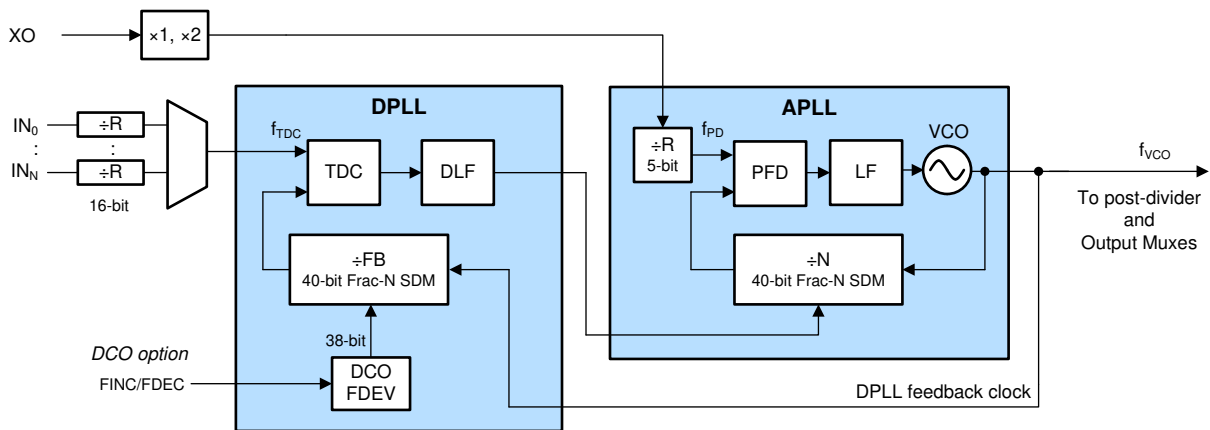 XO
×1, ×2
IN0
:
INN
÷R
:
÷R
16-bit
DPLL
fTDC
TDC
DLF
÷FB
40-bit Frac-N SDM
38-bit
DCO
FDEV
DCO option
FINC/FDEC
APLL
÷R
5-bit
fPD
PFD
LF
VCO
÷N
40-bit Frac-N SDM
DPLL feedback clock
fVCO
To post-divider
and
Output Muxes